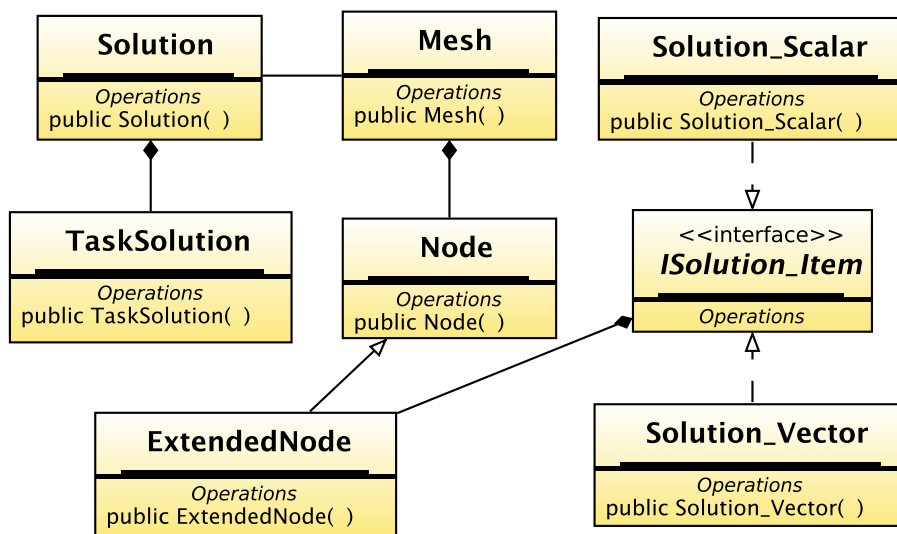 Solution
Operations
public Solution(  )
Mesh
Operations
public Mesh(  )
Solution_Scalar
Operations
public Solution_Scalar(  )
TaskSolution
Operations
public TaskSolution(  )
Node
Operations
public Node(  )
<<interface>>
ISolution_Item
Operations
ExtendedNode
Operations
public ExtendedNode(  )
Solution_Vector
Operations
public Solution_Vector(  )